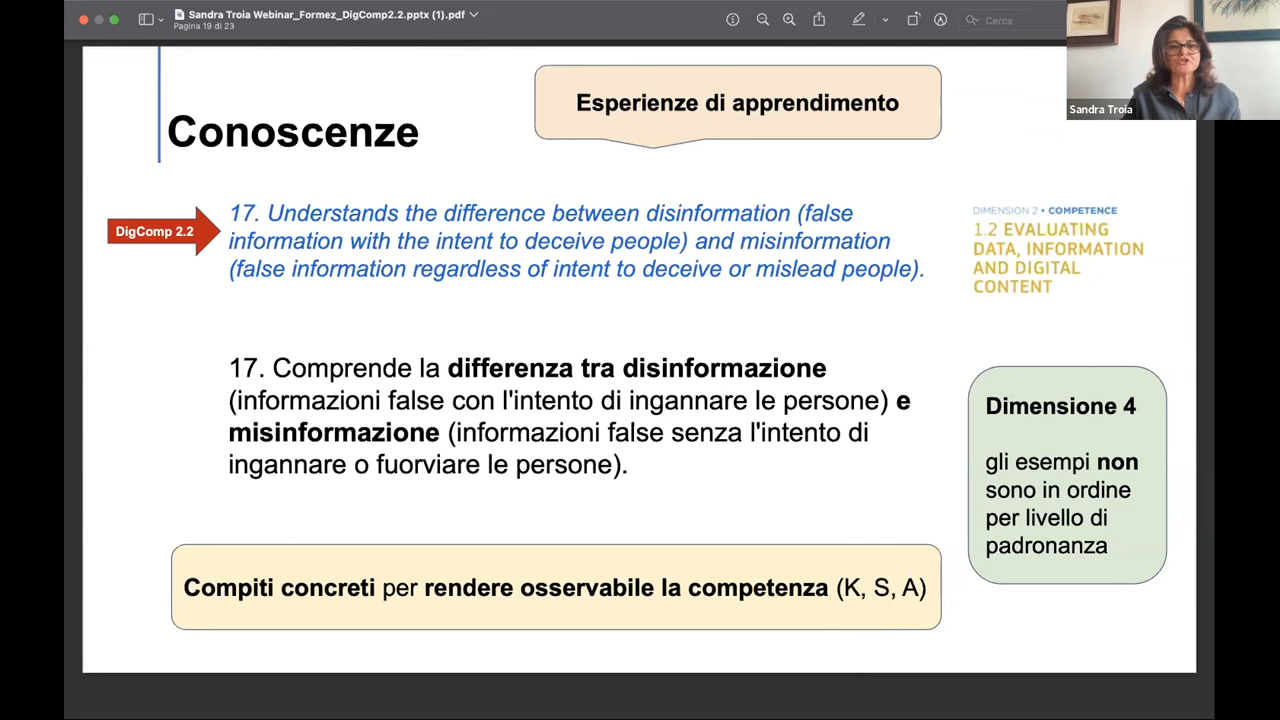 Sandra Troia Webinar_Formez_DigComp2.2.pptx (1).pdf
Pagina 19 di 23
Cerca
Sandra Troia
Esperienze di apprendimento
Conoscenze
DigComp 2.2
17. Understands the difference between disinformation (false
information with the intent to deceive people) and misinformation
(false information regardless of intent to deceive or mislead people).
DIMENSION 2 • COMPETENCE
1.2 EVALUATING
DATA, INFORMATION
AND DIGITAL
CONTENT
17. Comprende la differenza tra disinformazione
(informazioni false con l'intento di ingannare le persone) e
misinformazione (informazioni false senza l'intento di
ingannare o fuorviare le persone).
Dimensione 4
gli esempi non
sono in ordine
per livello di
padronanza
Compiti concreti per rendere osservabile la competenza (K, S, A)